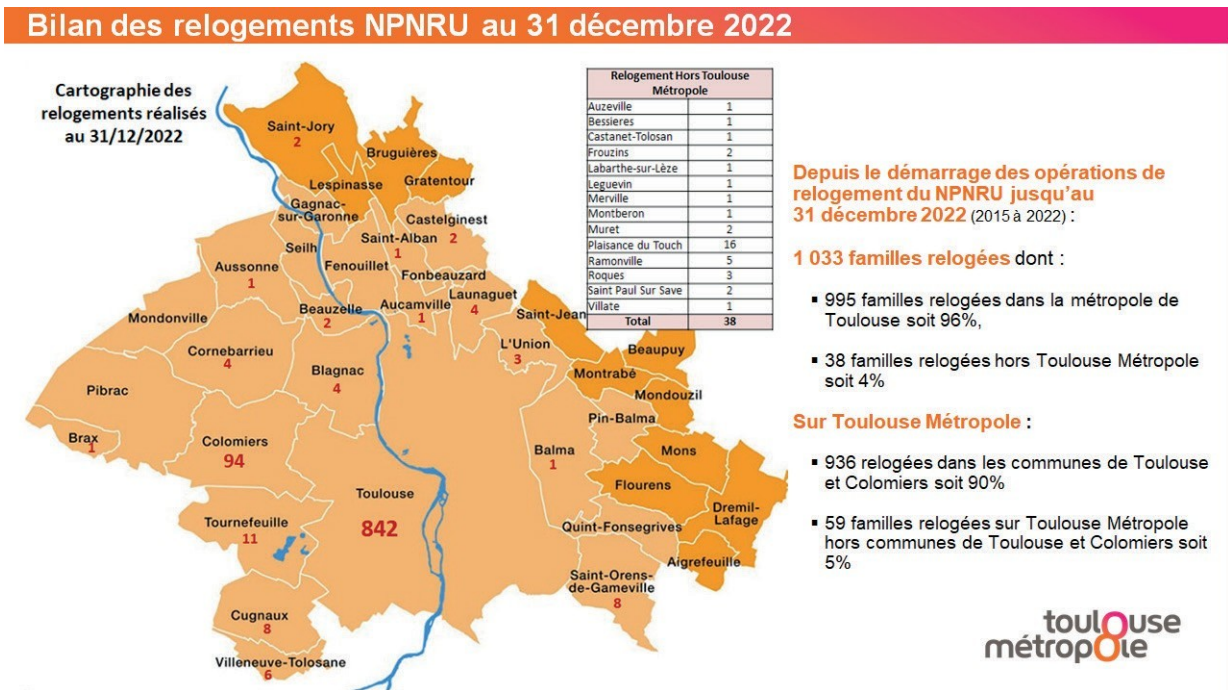 Bilan des relogements NPNRU au 31 décembre 2022
Cartographie des
relogements réalisés
au 31/12/2022
Saint-Jory
2
Bruguières
Lespinasse
Gratentour
Gagnac-
sur-Garonne
Castelginest
2
Saint-Alban
1
Seilh
Fenouillet
Fonbeauzard
Aussonne
1
Launaguet
4
Beauzelle
2
Aucamville
1
Saint-Jean
Mondonville
L'Union
3
Cornebarrieu
4
Beaupuy
Blagnac
4
Montrabé
Pibrac
Mondouzil
Pin-Balma
Brax
1
Colomiers
94
Balma
1
Mons
Flourens
Toulouse
842
Dremil-
Lafage
Tournefeuille
11
Quint-Fonsegrives
Aigrefeuille
Saint-Orens-
de-Gameville
8
Cugnaux
8
Villeneuve-Tolosane
6
Relogement Hors Toulouse
Métropole
Auzeville 1
Bessieres 1
Castanet-Tolosan 1
Frouzins 2
Labarthe-sur-Lèze 1
Leguevin 1
Merville 1
Montberon 1
Muret 2
Plaisance du Touch 16
Ramonville 5
Roques 3
Saint Paul Sur Save 2
Villate 1
Total 38
Depuis le démarrage des opérations de
relogement du NPNRU jusqu'au
31 décembre 2022 (2015 à 2022) :
1 033 familles relogées dont :
▪ 995 familles relogées dans la métropole de
Toulouse soit 96%,
▪ 38 familles relogées hors Toulouse Métropole
soit 4%
Sur Toulouse Métropole :
▪ 936 relogées dans les communes de Toulouse
et Colomiers soit 90%
▪ 59 familles relogées sur Toulouse Métropole
hors communes de Toulouse et Colomiers soit
5%
toulouse
métropole